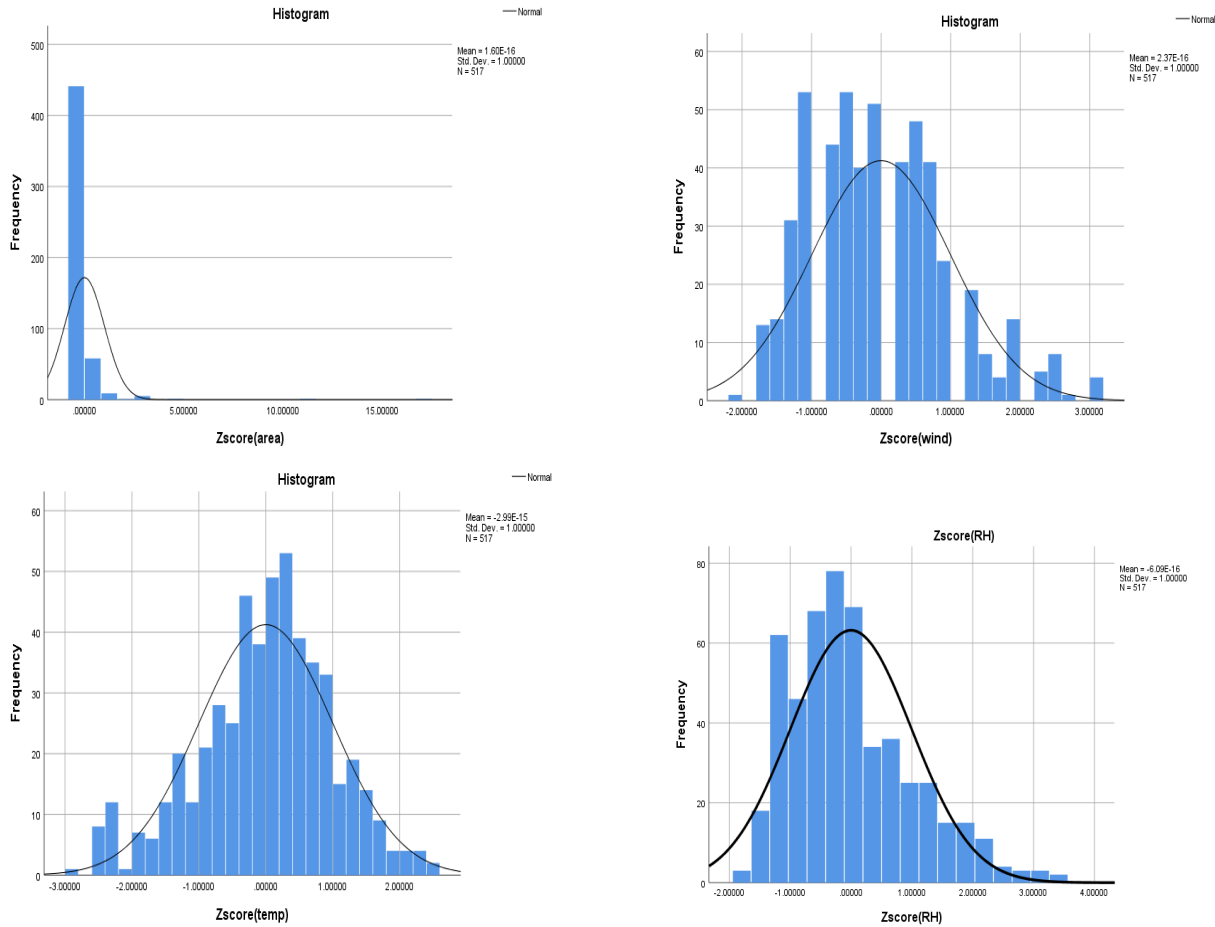 Histogram
Normal
Mean = 1.60E-16
Std. Dev. = 1.00000
N = 517
500
400
300
200
100
0
Frequency
.00000 5.00000 10.00000 15.00000
Zscore(area)
Histogram
Normal
Mean = 2.37E-16
Std. Dev. = 1.00000
N = 517
60
50
40
30
20
10
0
Frequency
-2.00000 -1.00000 .00000 1.00000 2.00000 3.00000
Zscore(wind)
Histogram
Normal
Mean = -2.99E-15
Std. Dev. = 1.00000
N = 517
60
50
40
30
20
10
0
Frequency
-3.00000 -2.00000 -1.00000 .00000 1.00000 2.00000
Zscore(temp)
Zscore(RH)
Mean = -6.09E-16
Std. Dev. = 1.00000
N = 517
80
60
40
20
0
Frequency
-2.00000 -1.00000 .00000 1.00000 2.00000 3.00000 4.00000
Zscore(RH)